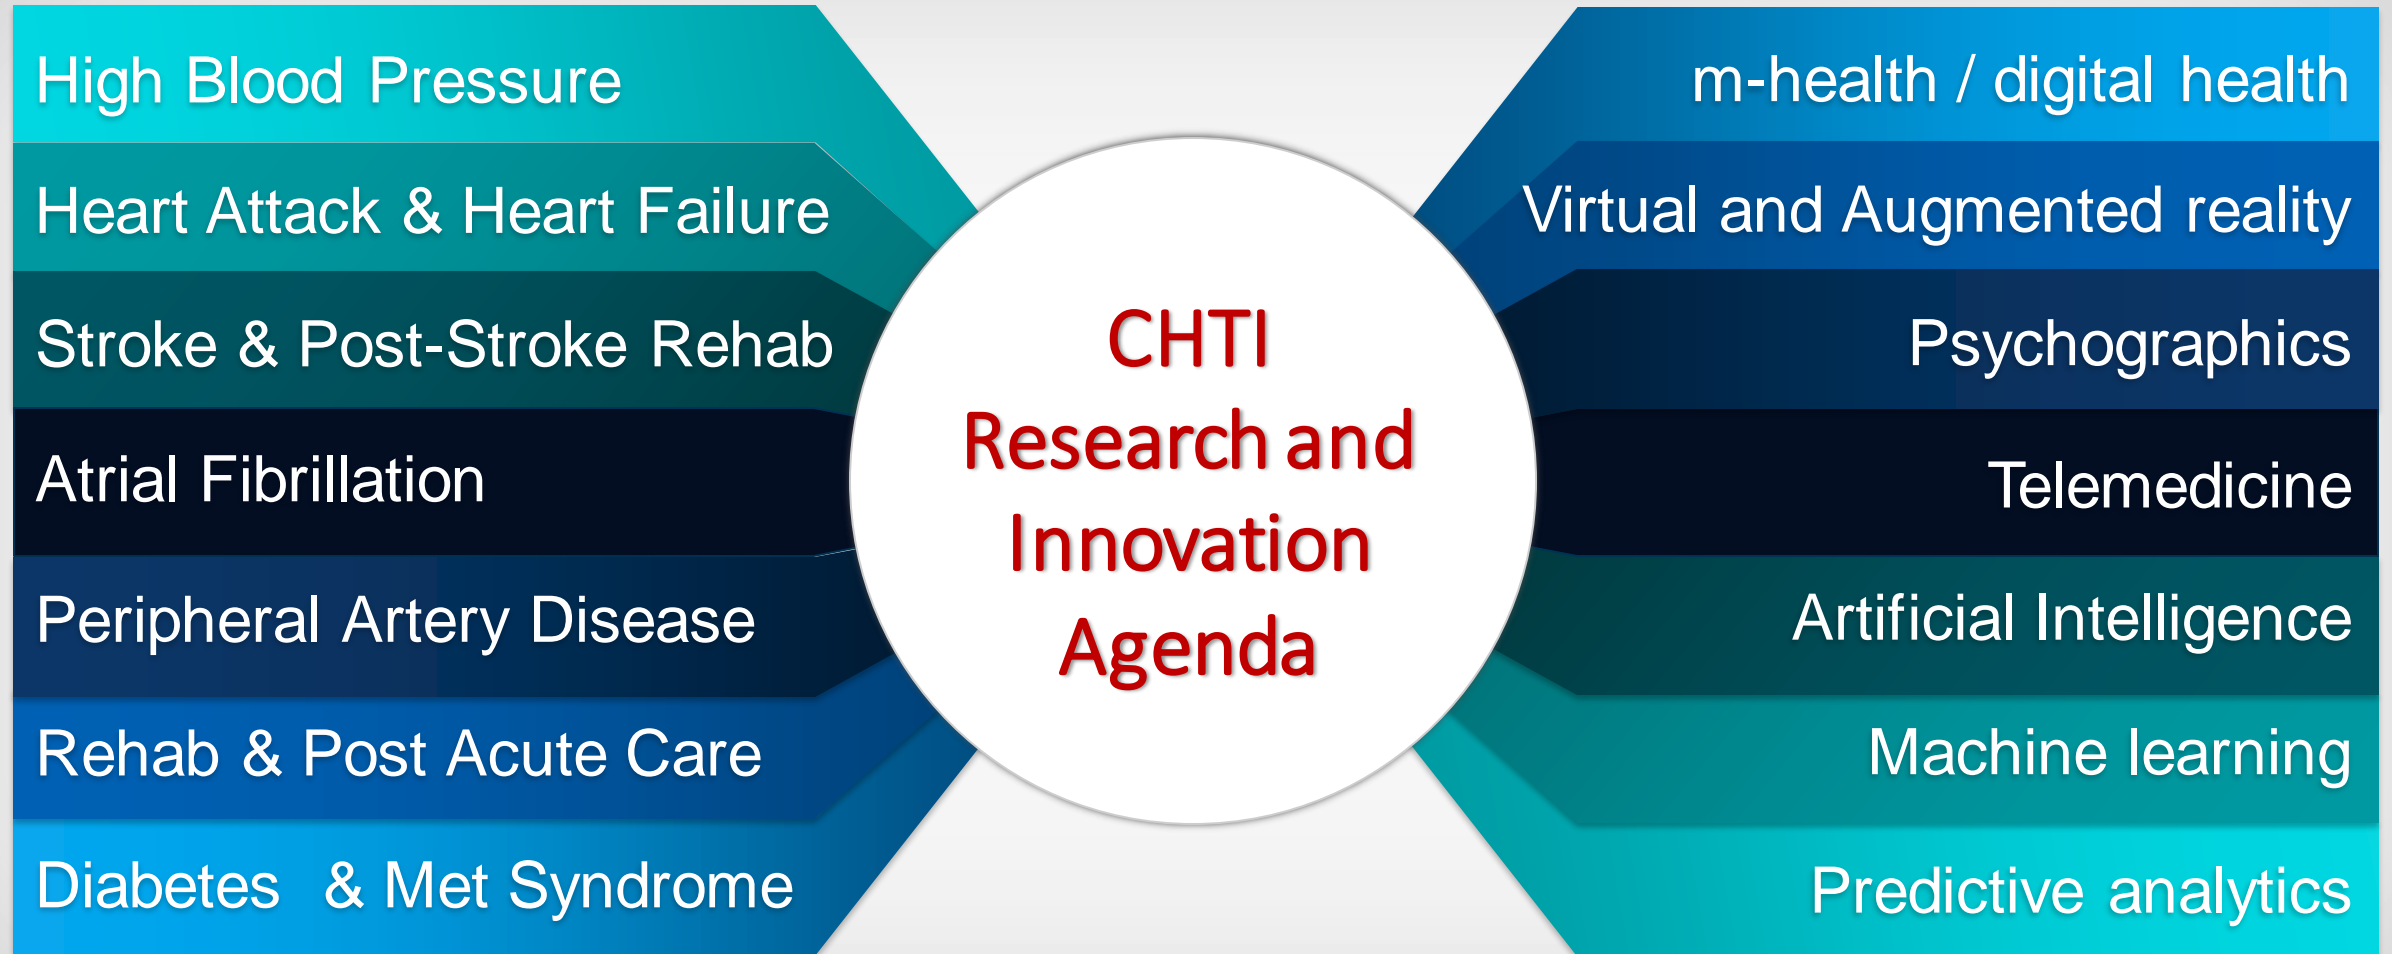 High Blood Pressure
Heart Attack & Heart Failure
Stroke & Post-Stroke Rehab
Atrial Fibrillation
Peripheral Artery Disease
Rehab & Post Acute Care
Diabetes & Met Syndrome
CHTI
Research and
Innovation
Agenda
m-health / digital health
Virtual and Augmented reality
Psychographics
Telemedicine
Artificial Intelligence
Machine learning
Predictive analytics